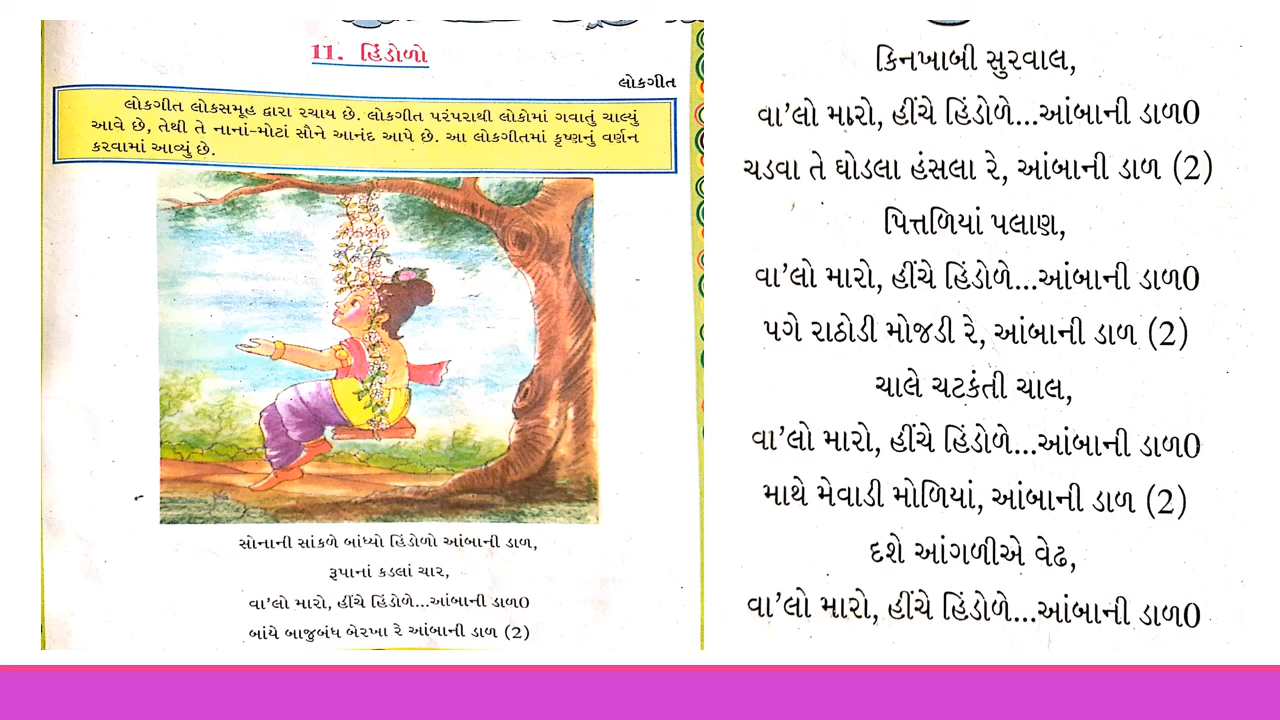 11. હિંડોળો
લોકગીત
લોકગીત લોકસમૂહ દ્વારા રચાય છે. લોકગીત પરંપરાથી લોકોમાં ગવાતું ચાલ્યું
આવે છે, તેથી તે નાનાં-મોટાં સૌને આનંદ આપે છે. આ લોકગીતમાં કૃષ્ણનું વર્ણન
કરવામાં આવ્યું છે.
સોનાની સાંકળે બાંધ્યો હિંડોળો આંબાની ડાળ,
રૂપાનાં કડલાં ચાર,
વા’લો મારો, હીંચે હિંડોળે...આંબાની ડાળ0
બાંયે બાજુબંધ બેરખા રે આંબાની ડાળ (2)
કિનખાબી સુરવાલ,
વા’લો મારો, હીંચે હિંડોળે...આંબાની ડાળ0
ચડવા તે ઘોડલા હંસલા રે, આંબાની ડાળ (2)
પિત્તળિયાં પલાણ,
વા’લો મારો, હીંચે હિંડોળે...આંબાની ડાળ0
પગે રાઠોડી મોજડી રે, આંબાની ડાળ (2)
ચાલે ચટકંતી ચાલ,
વા’લો મારો, હીંચે હિંડોળે...આંબાની ડાળ0
માથે મેવાડી મોળિયાં, આંબાની ડાળ (2)
દશે આંગળીએ વેઢ,
વા’લો મારો, હીંચે હિંડોળે...આંબાની ડાળ0